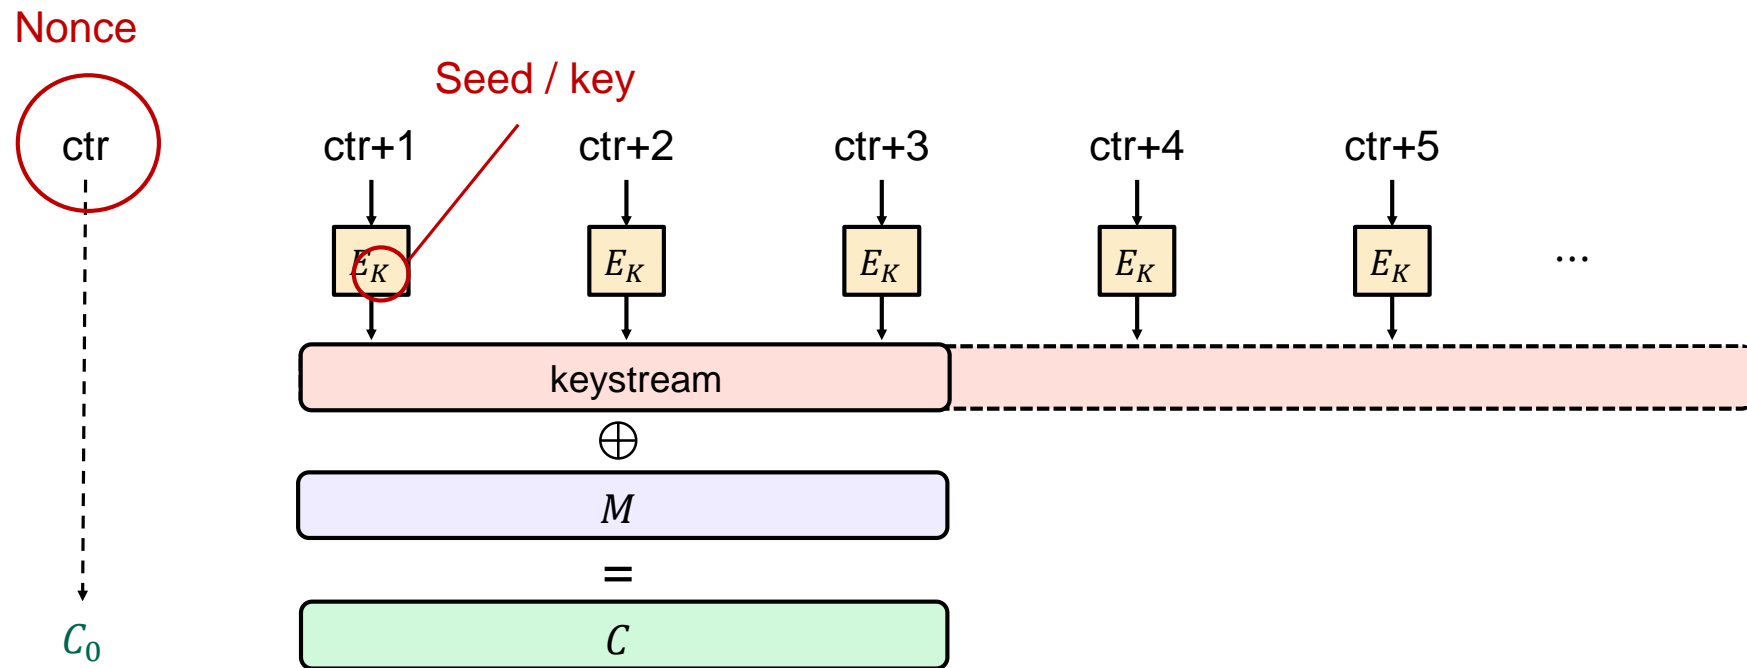 Nonce
Seed / key
ctr
ctr+1
ctr+2
ctr+3
ctr+4
ctr+5
E_K
E_K
E_K
E_K
E_K
...
keystream
⊕
M
=
C_0
C